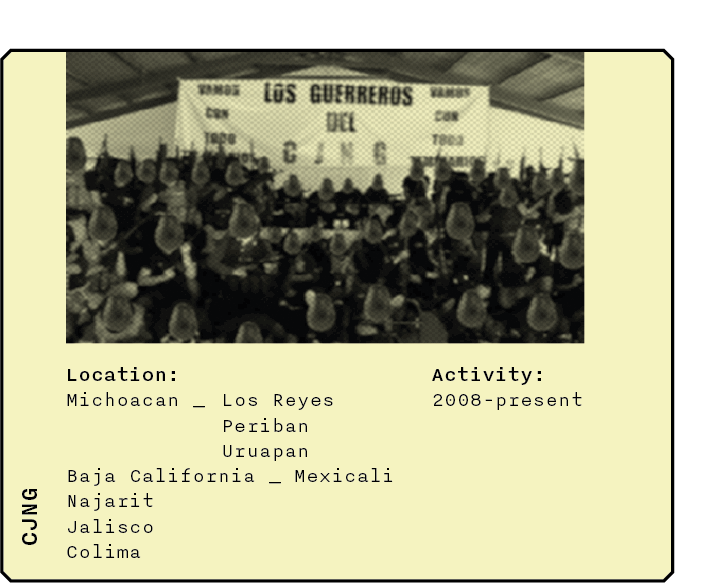 VAMOS LOS GUERREROS VAMOS
CON DEL CON
TODO TODO
CJNG
Location: Activity:
Michoacan _ Los Reyes 2008-present
Periban
Uruapan
Baja California _ Mexicali
Najarit
Jalisco
Colima
CJNG